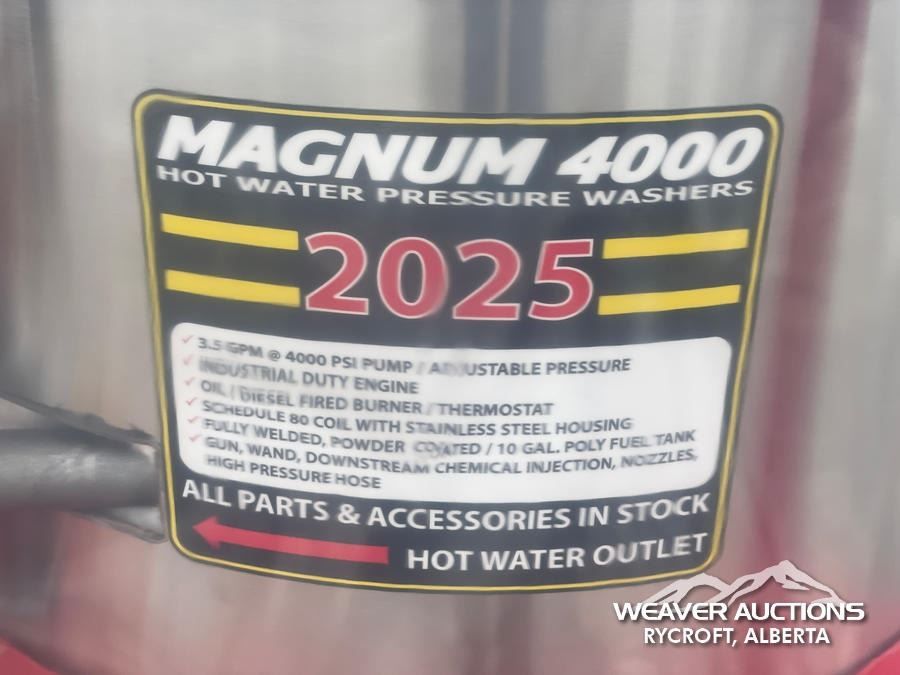 MAGNUM 4000
HOT WATER PRESSURE WASHERS
2025
3.5 GPM @ 4000 PSI PUMP / ADJUSTABLE PRESSURE
INDUSTRIAL DUTY ENGINE
OIL / DIESEL FIRED BURNER / THERMOSTAT
SCHEDULE 80 COIL WITH STAINLESS STEEL HOUSING
FULLY WELDED, POWDER COATED / 10 GAL. POLY FUEL TANK
GUN, WAND, DOWNSTREAM CHEMICAL INJECTION, NOZZLES,
HIGH PRESSURE HOSE
ALL PARTS & ACCESSORIES IN STOCK
HOT WATER OUTLET
WEAVER AUCTIONS
RYCROFT, ALBERTA